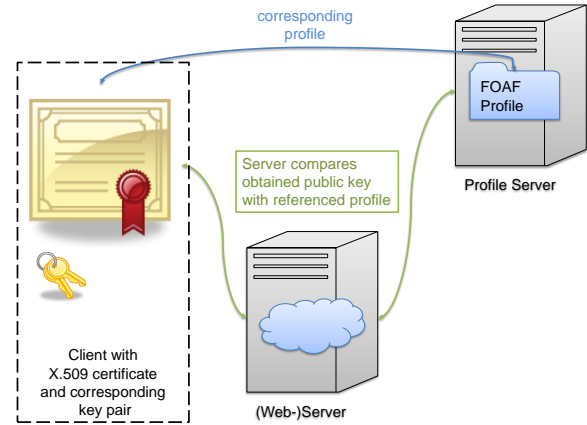 corresponding
profile
FOAF
Profile
Profile Server
Server compares
obtained public key
with referenced profile
Client with
X.509 certificate
and corresponding
key pair
(Web-)Server